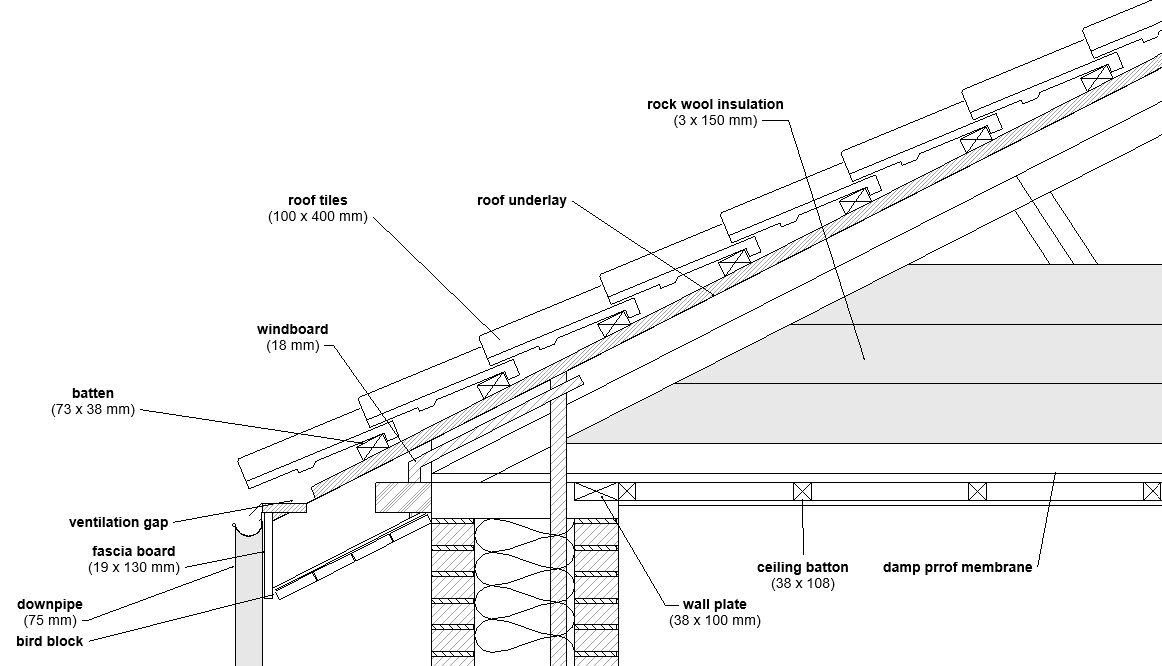 rock wool insulation
(3 x 150 mm)
roof tiles
(100 x 400 mm)
roof underlay
windboard
(18 mm)
batten
(73 x 38 mm)
ventilation gap
fascia board
(19 x 130 mm)
downpipe
(75 mm)
bird block
ceiling batton
(38 x 108)
damp prrof membrane
wall plate
(38 x 100 mm)